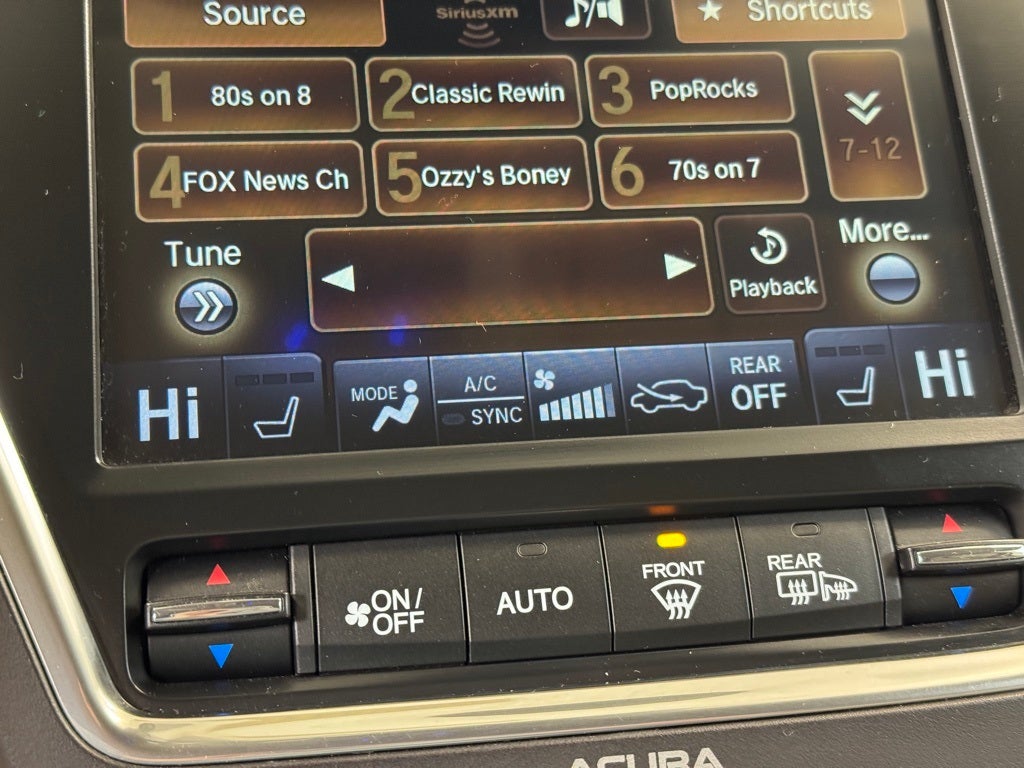 Source
SiriusXM
Shortcuts
1 80s on 8
2 Classic Rewin
3 PopRocks
7-12
4 FOX News Ch
5 Ozzy's Boney
6 70s on 7
Tune
Playback
More...
Hi
MODE
A/C
SYNC
REAR
OFF
Hi
ON/
OFF
AUTO
FRONT
REAR
ACURA